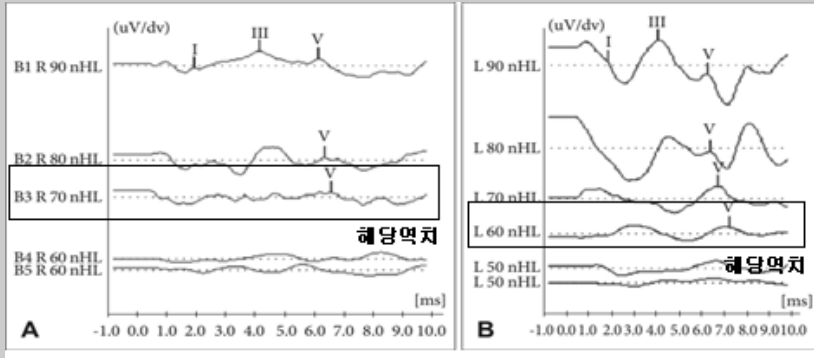 (uV/dv)
I
III
V
B1 R 90 nHL
V
B2 R 80 nHL
V
B3 R 70 nHL
해당역치
B4 R 60 nHL
B5 R 60 nHL
[ms]
A
-1.0 0.0 1.0 2.0 3.0 4.0 5.0 6.0 7.0 8.0 9.0 10.0
(uV/dv)
I
III
V
L 90 nHL
V
L 80 nHL
V
L 70 nHL
V
L 60 nHL
L 50 nHL
해당역치
L 50 nHL
[ms]
B
-1.0 0.0 1.0 2.0 3.0 4.0 5.0 6.0 7.0 8.0 9.0 10.0